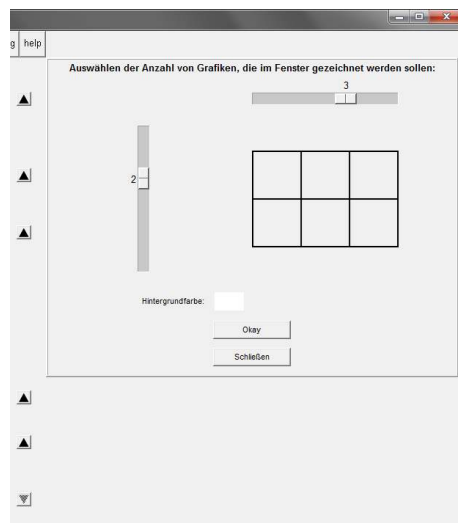 g help
Auswählen der Anzahl von Grafiken, die im Fenster gezeichnet werden sollen:
3
2
Hintergrundfarbe:
Okay
Schließen